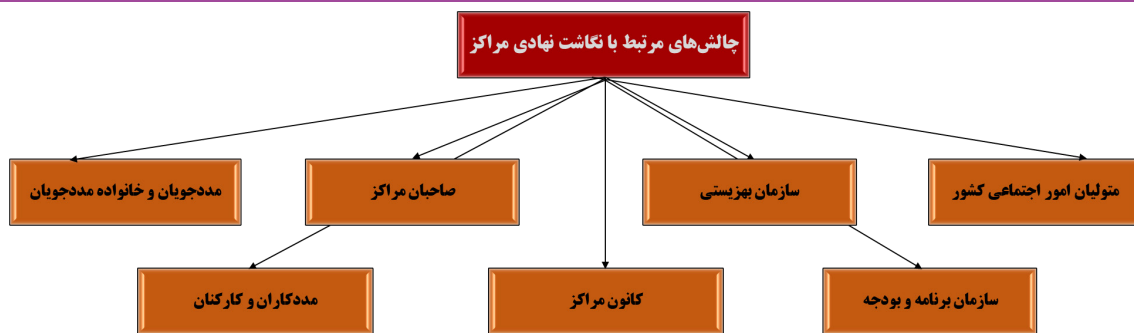 چالش‌های مرتبط با نگاشت نهادی مراکز
متولیان امور اجتماعی کشور
سازمان بهزیستی
صاحبان مراکز
مددجویان و خانواده مددجویان
سازمان برنامه و بودجه
کانون مراکز
مددکاران و کارکنان